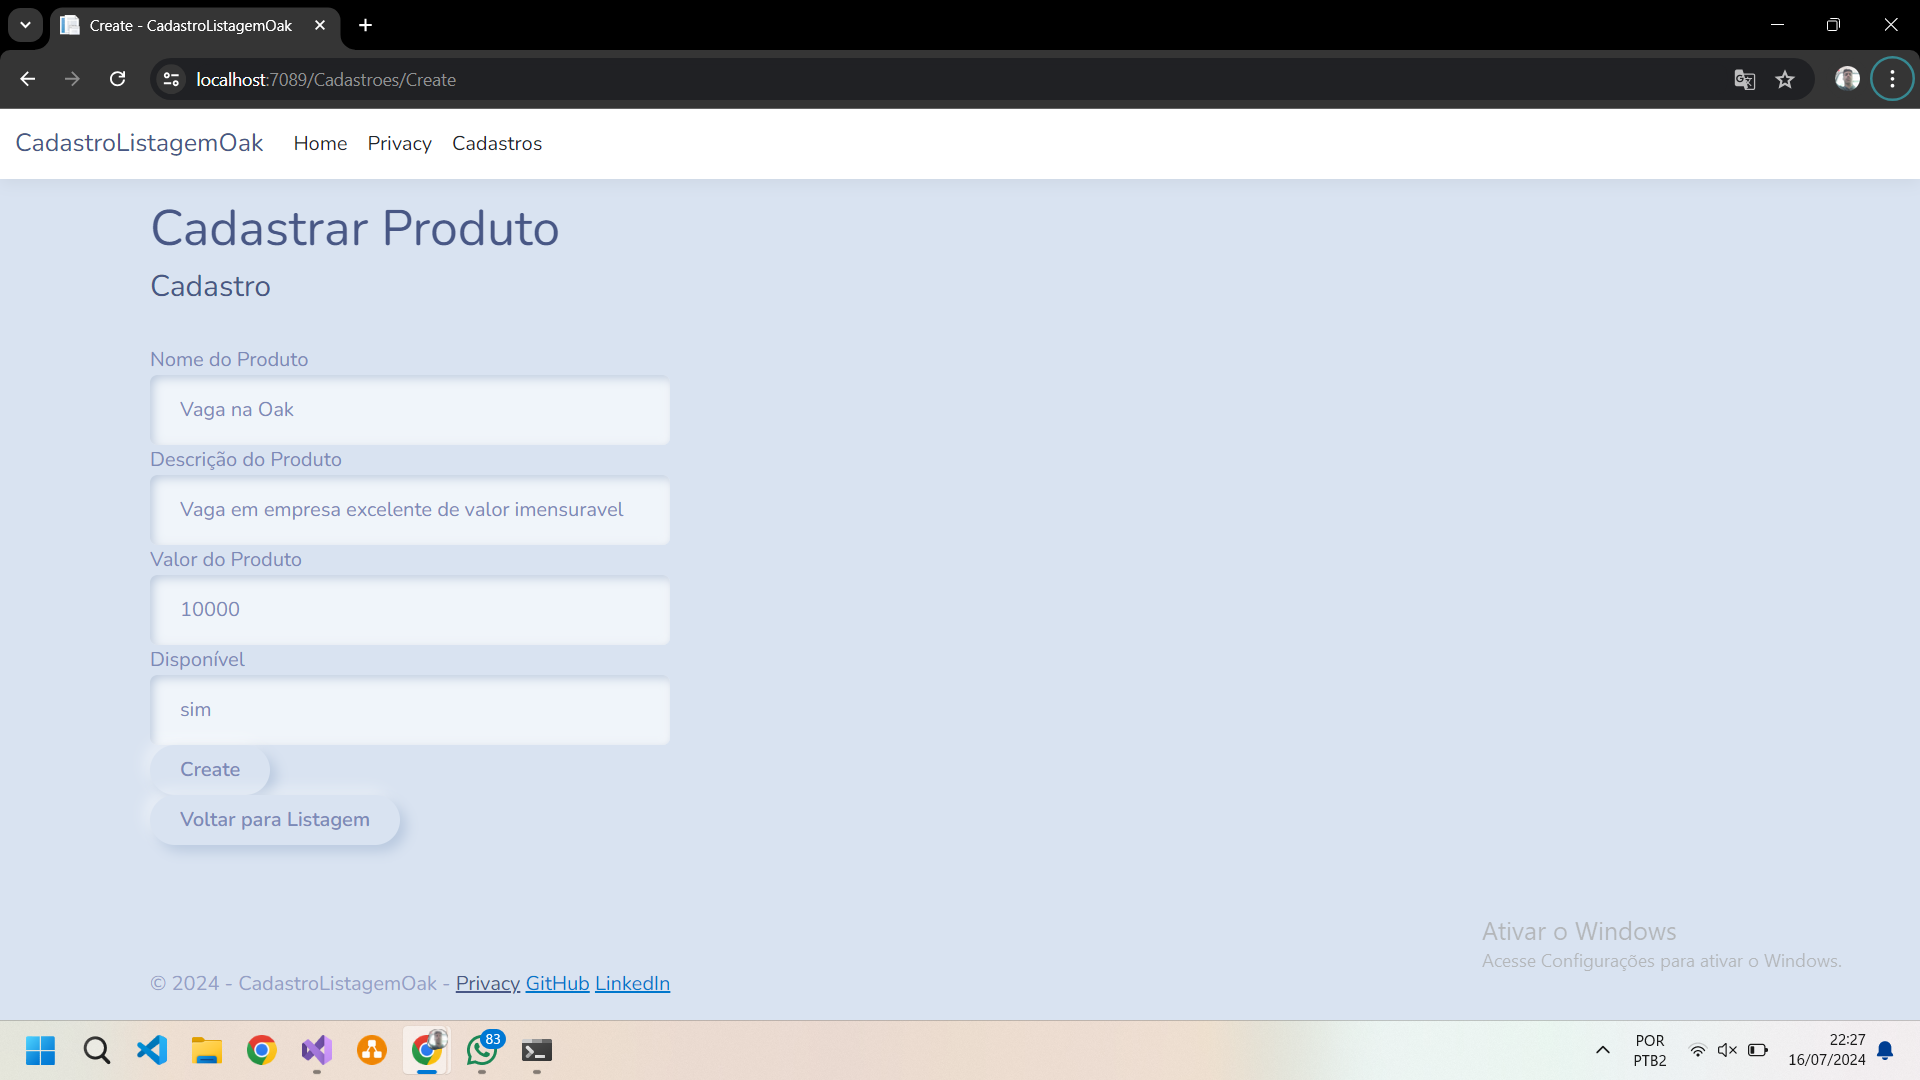 Create - CadastroListagemOak
localhost:7089/Cadastroes/Create
CadastroListagemOak Home Privacy Cadastros
Cadastrar Produto
Cadastro
Nome do Produto
Vaga na Oak
Descrição do Produto
Vaga em empresa excelente de valor imensuravel
Valor do Produto
10000
Disponível
sim
Create
Voltar para Listagem
Ativar o Windows
Acesse Configurações para ativar o Windows.
© 2024 - CadastroListagemOak - Privacy GitHub LinkedIn
83
POR
PTB2
22:27
16/07/2024